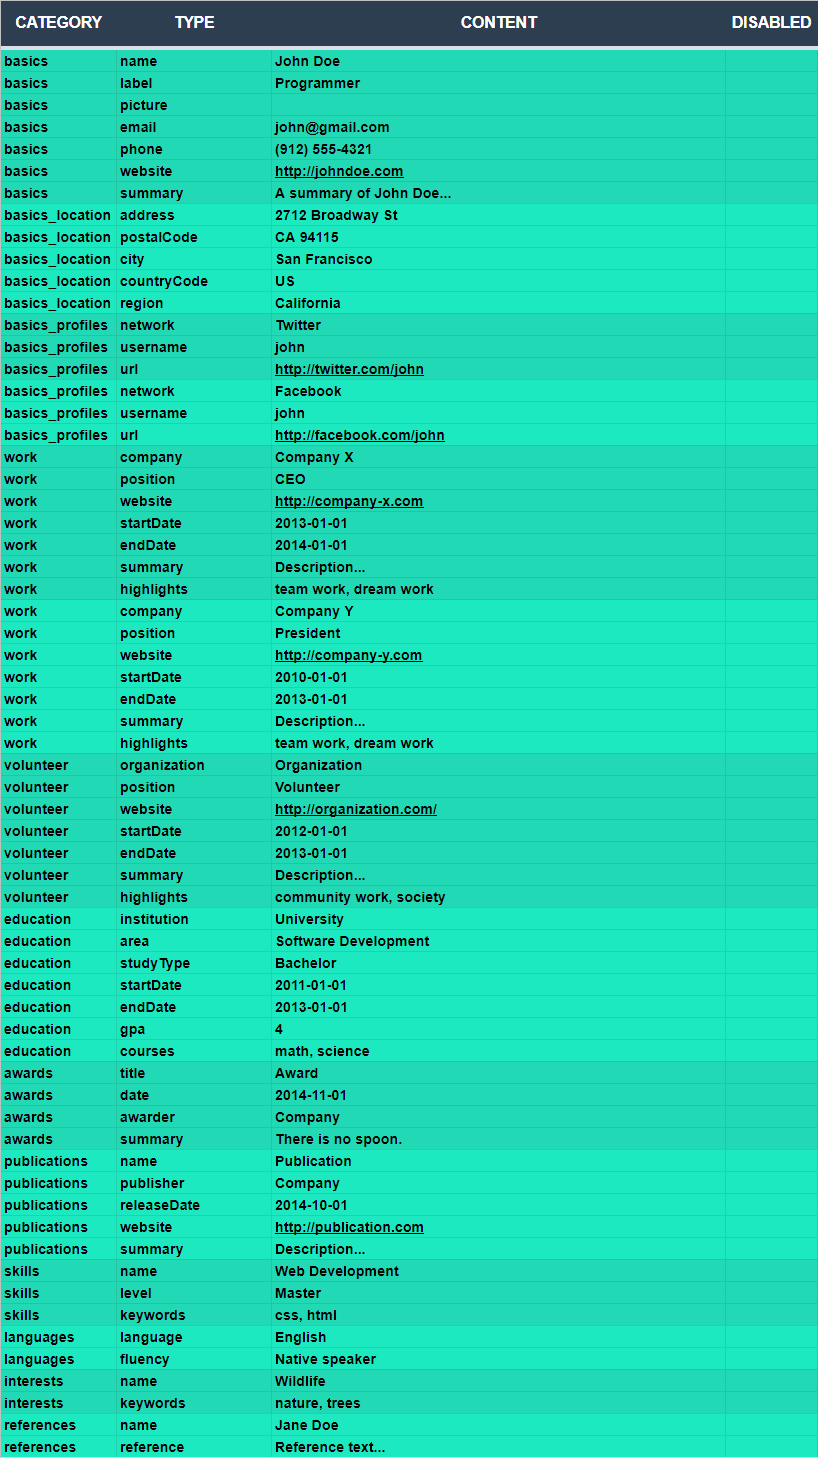 CATEGORY TYPE CONTENT DISABLED
basics name John Doe
basics label Programmer
basics picture
basics email john@gmail.com
basics phone (912) 555-4321
basics website http://johndoe.com
basics summary A summary of John Doe...
basics_location address 2712 Broadway St
basics_location postalCode CA 94115
basics_location city San Francisco
basics_location countryCode US
basics_location region California
basics_profiles network Twitter
basics_profiles username john
basics_profiles url http://twitter.com/john
basics_profiles network Facebook
basics_profiles username john
basics_profiles url http://facebook.com/john
work company Company X
work position CEO
work website http://company-x.com
work startDate 2013-01-01
work endDate 2014-01-01
work summary Description...
work highlights team work, dream work
work company Company Y
work position President
work website http://company-y.com
work startDate 2010-01-01
work endDate 2013-01-01
work summary Description...
work highlights team work, dream work
volunteer organization Organization
volunteer position Volunteer
volunteer website http://organization.com/
volunteer startDate 2012-01-01
volunteer endDate 2013-01-01
volunteer summary Description...
volunteer highlights community work, society
education institution University
education area Software Development
education studyType Bachelor
education startDate 2011-01-01
education endDate 2013-01-01
education gpa 4
education courses math, science
awards title Award
awards date 2014-11-01
awards awarder Company
awards summary There is no spoon.
publications name Publication
publications publisher Company
publications releaseDate 2014-10-01
publications website http://publication.com
publications summary Description...
skills name Web Development
skills level Master
skills keywords css, html
languages language English
languages fluency Native speaker
interests name Wildlife
interests keywords nature, trees
references name Jane Doe
references reference Reference text...